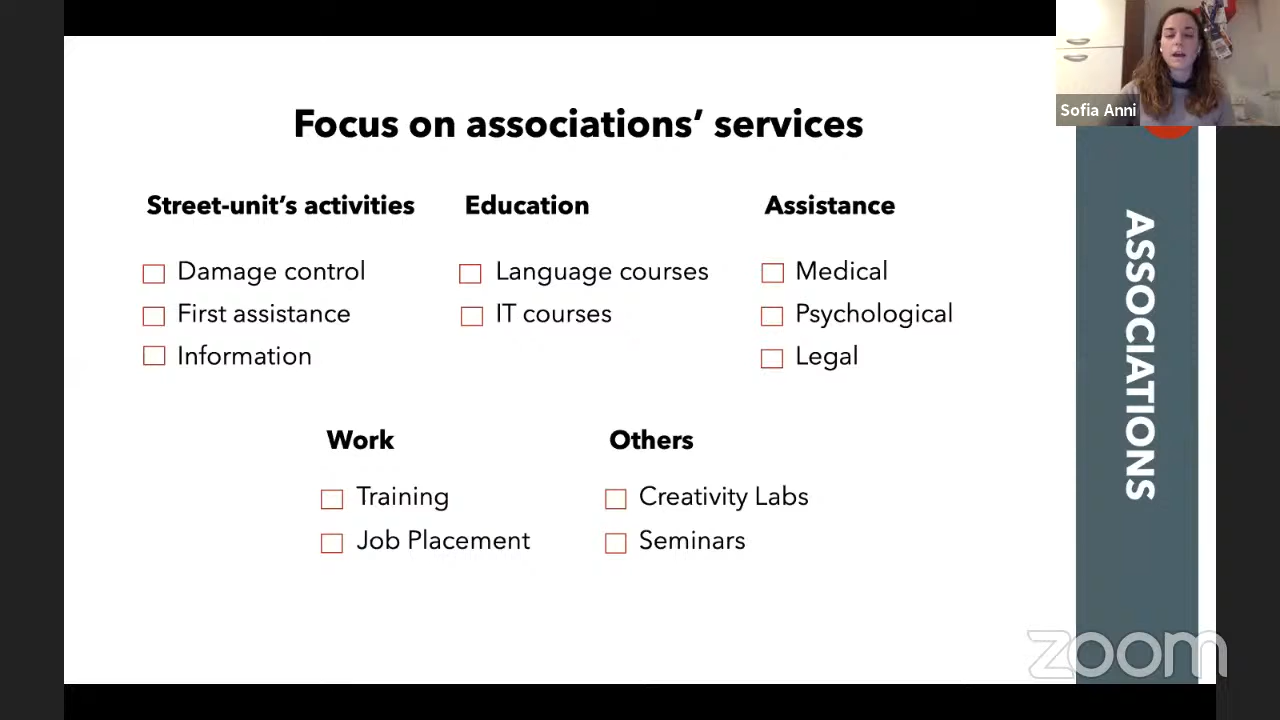 Focus on associations’ services
Street-unit’s activities
Damage control
First assistance
Information
Education
Language courses
IT courses
Assistance
Medical
Psychological
Legal
Work
Training
Job Placement
Others
Creativity Labs
Seminars
Sofia Anni
ASSOCIATIONS
zoom